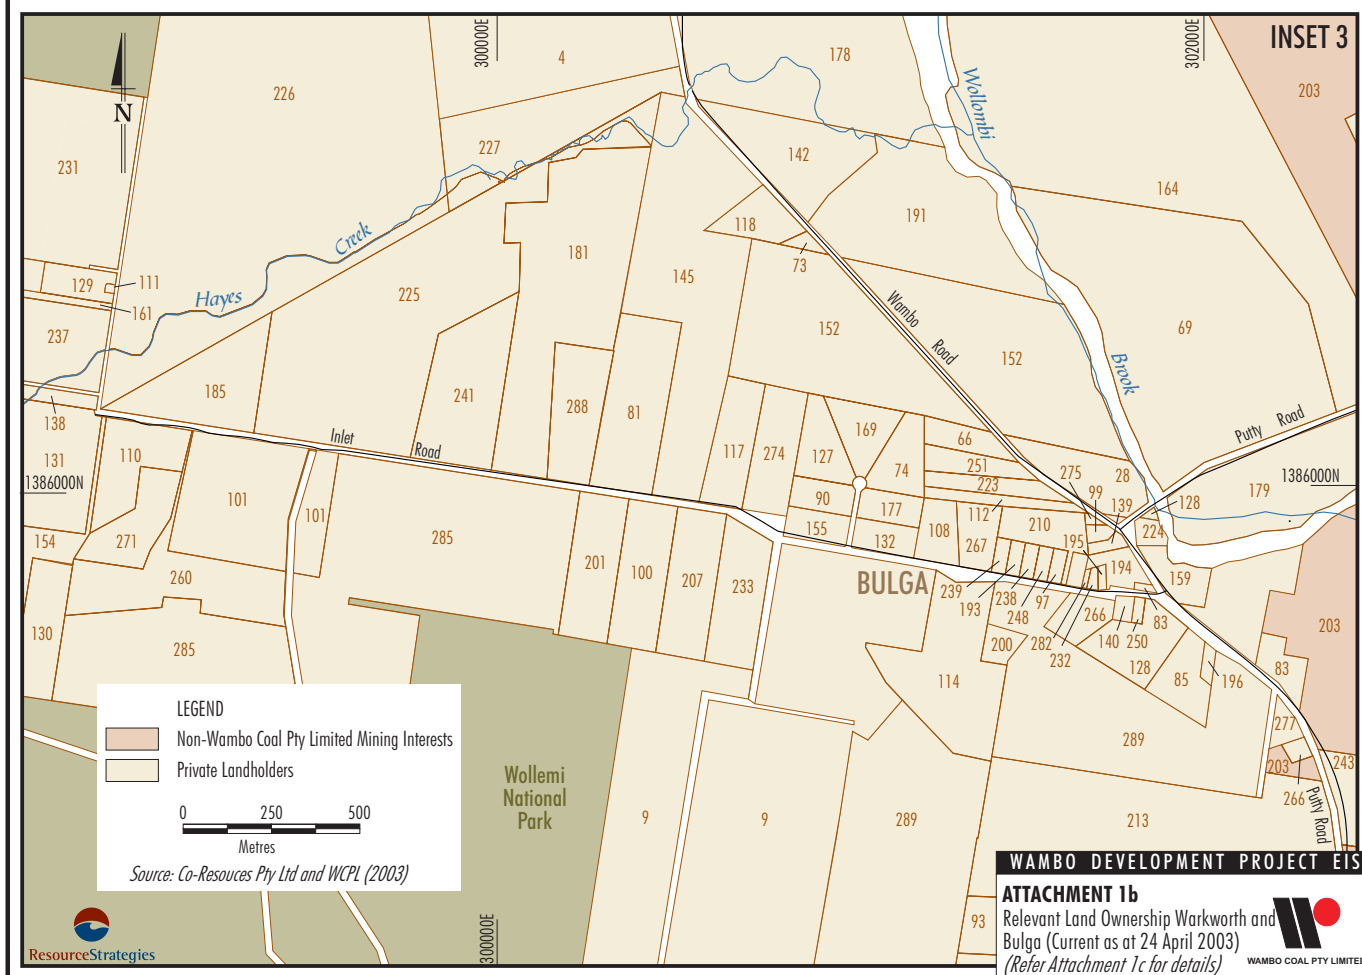 INSET 3
300000E
302000E
4
178
203
226
Wollombi
N
227
142
231
164
191
118
181
Creek
73
145
129
111
225
Hayes
161
Wambo
152
69
237
Road
152
Brook
185
241
288
81
138
169
Putty Road
Inlet Road
66
110
117
274
127
74
251
131
275
28
1386000N
1386000N
223
90
99
179
101
128
139
112
177
101
155
210
224
108
132
154
271
285
195
267
201
100
207
233
194
260
BULGA
239
159
193
238
97
248
266
83
130
140
250
285
200
282
232
203
128
83
114
85
196
LEGEND
Non-Wambo Coal Pty Limited Mining Interests
Private Landholders
277
289
243
203
266
Putty Road
Wollemi
National
Park
0 250 500
Metres
9
9
289
213
Source: Co-Resouces Pty Ltd and WCPL (2003)
WAMBO DEVELOPMENT PROJECT EIS
ATTACHMENT 1b
Relevant Land Ownership Warkworth and
Bulga (Current as at 24 April 2003)
(Refer Attachment 1c for details)
WAMBO COAL PTY LIMITED
93
300000E
ResourceStrategies